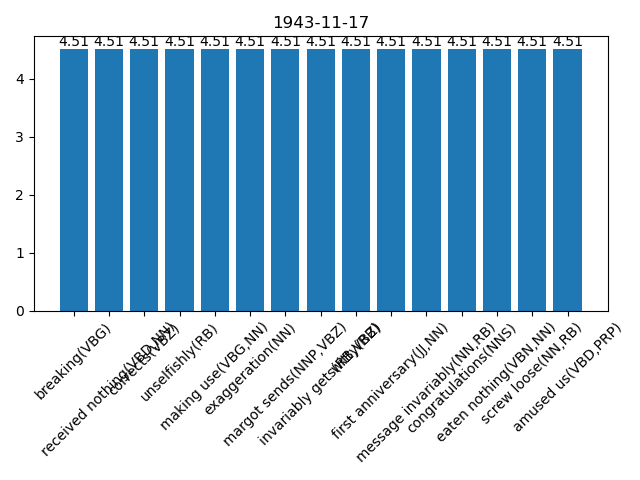 1943-11-17
4.51 4.51 4.51 4.51 4.51 4.51 4.51 4.51 4.51 4.51 4.51 4.51 4.51 4.51 4.51
4
3
2
1
0
breaking(VBG)
received nothing(VBD,NN)
unselfishly(RB)
making use(VBG,NN)
exaggeration(NN)
margot sends(NNP,VBZ)
invariably gets(RB,VBZ)
first anniversary(JJ,NN)
message invariably(NN,RB)
congratulations(NNS)
eaten nothing(VBN,NN)
screw loose(NN,RB)
amused us(VBD,PRP)